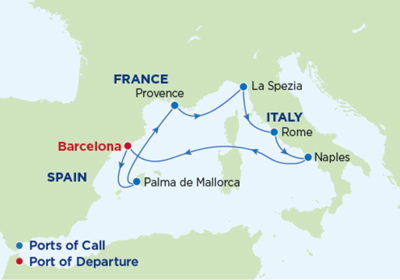 FRANCE
Provence
La Spezia
ITALY
Rome
Barcelona
Naples
SPAIN
Palma de Mallorca
Ports of Call
Port of Departure